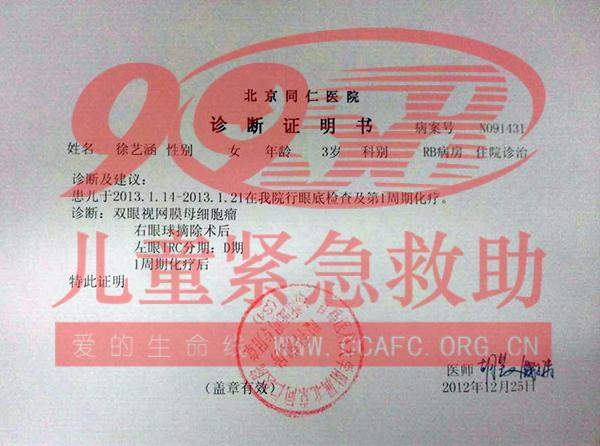 99
北京同仁医院
诊断证明书 病案号 N091431
姓名 徐艺涵 性别 女 年龄 3岁 科别 RB病房 住院诊治
诊断及建议:
患儿于2013.1.14-2013.1.21在我院行眼底检查及第1周期化疗。
诊断: 双眼视网膜母细胞瘤
右眼球摘除术后
左眼IRC分期: D期
1周期化疗后
特此证明
儿童紧急救助
爱的生命线 WWW.CCAFC.ORG.CN
医师
(盖章有效) 2012年12月25日